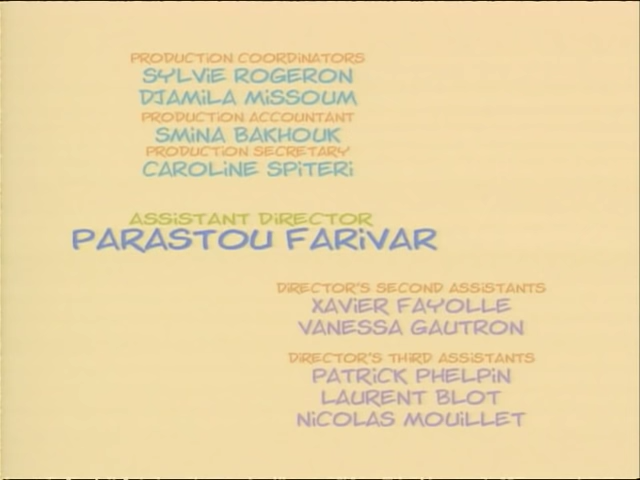 PRODUCTION COORDINATORS
SYLViE ROGERON
DJAMiLA MiSSOUM
PRODUCTION ACCOUNTANT
SMiNA BAKHOUK
PRODUCTION SECRETARY
CAROLiNE SPiTERi
ASSiSTANT DiRECTOR
PARASTOU FARiVAR
DiRECTOR'S SECOND ASSiSTANTS
XAViER FAYOLLE
VANESSA GAUTRON
DiRECTOR'S THiRD ASSiSTANTS
PATRiCK PHELPiN
LAURENT BLOT
NiCOLAS MOUiLLET